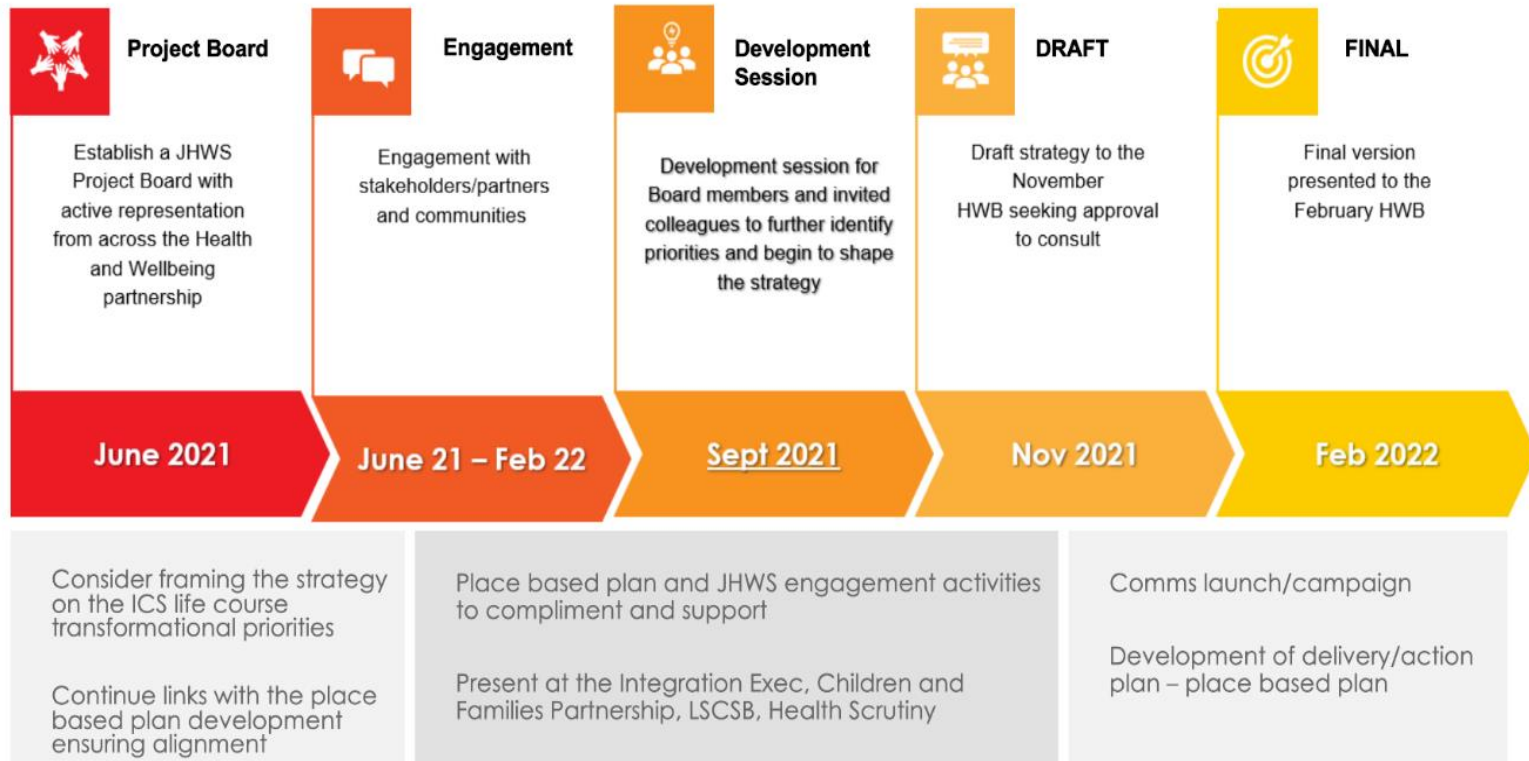 Project Board
Establish a JHWS
Project Board with
active representation
from across the Health
and Wellbeing
partnership
June 2021
Engagement
Engagement with
stakeholders/partners
and communities
June 21 – Feb 22
Development
Session
Development session for
Board members and invited
colleagues to further identify
priorities and begin to shape
the strategy
Sept 2021
DRAFT
Draft strategy to the
November
HWB seeking approval
to consult
Nov 2021
FINAL
Final version
presented to the
February HWB
Feb 2022
Consider framing the strategy
on the ICS life course
transformational priorities
Continue links with the place
based plan development
ensuring alignment
Place based plan and JHWS engagement activities
to compliment and support
Present at the Integration Exec, Children and
Families Partnership, LSCSB, Health Scrutiny
Comms launch/campaign
Development of delivery/action
plan – place based plan